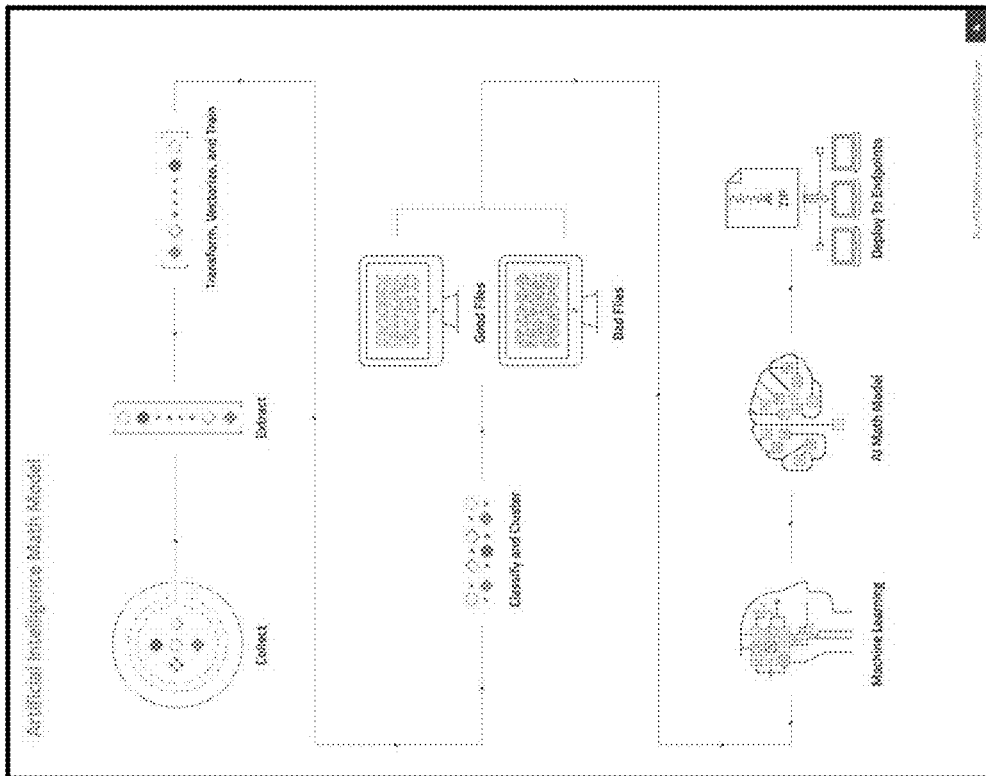 Artificial Intelligence Math Model
Collect
Extract
Transform, Vectorize, and Train
Classify and Cluster
Good Files
Bad Files
Machine Learning
AI Math Model
ZIP
Deploy To Endpoints